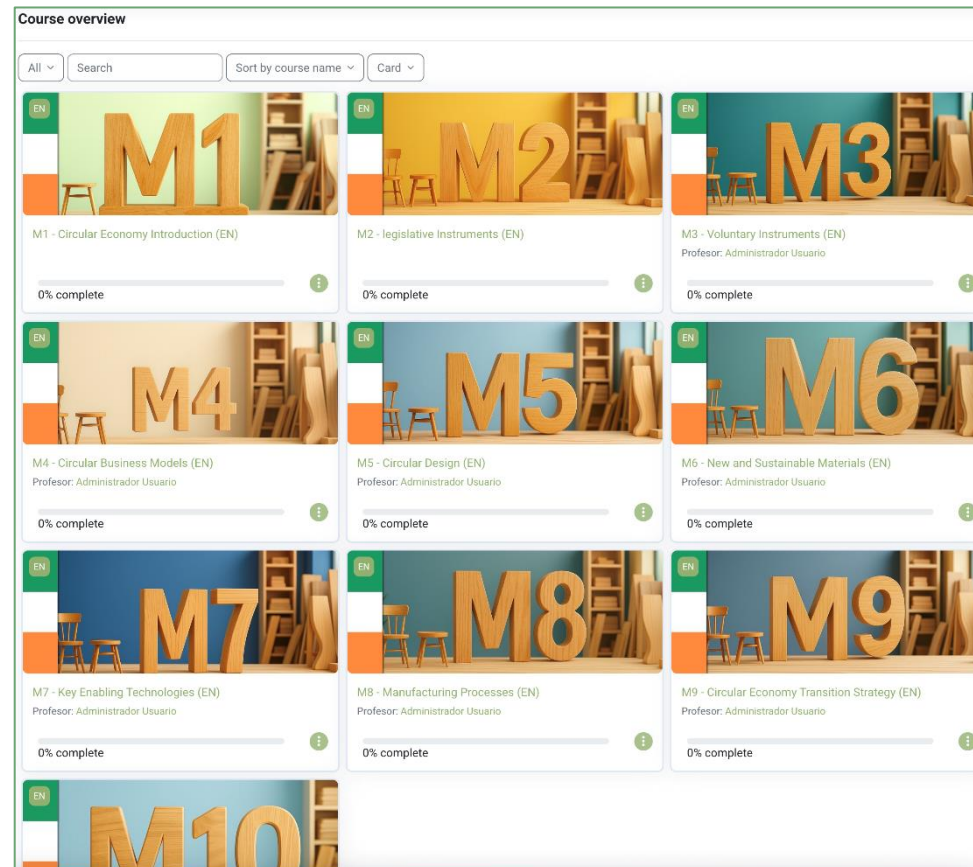 Course overview
All
Search
Sort by course name
Card
EN
M1
EN
M2
EN
M3
M1 - Circular Economy Introduction (EN)
M2 - legislative Instruments (EN)
M3 - Voluntary Instruments (EN)
Profesor: Administrador Usuario
0% complete
0% complete
0% complete
EN
M4
EN
M5
EN
M6
M4 - Circular Business Models (EN)
Profesor: Administrador Usuario
M5 - Circular Design (EN)
Profesor: Administrador Usuario
M6 - New and Sustainable Materials (EN)
Profesor: Administrador Usuario
0% complete
0% complete
0% complete
EN
M7
EN
M8
EN
M9
M7 - Key Enabling Technologies (EN)
Profesor: Administrador Usuario
M8 - Manufacturing Processes (EN)
Profesor: Administrador Usuario
M9 - Circular Economy Transition Strategy (EN)
Profesor: Administrador Usuario
0% complete
0% complete
0% complete
EN
M10